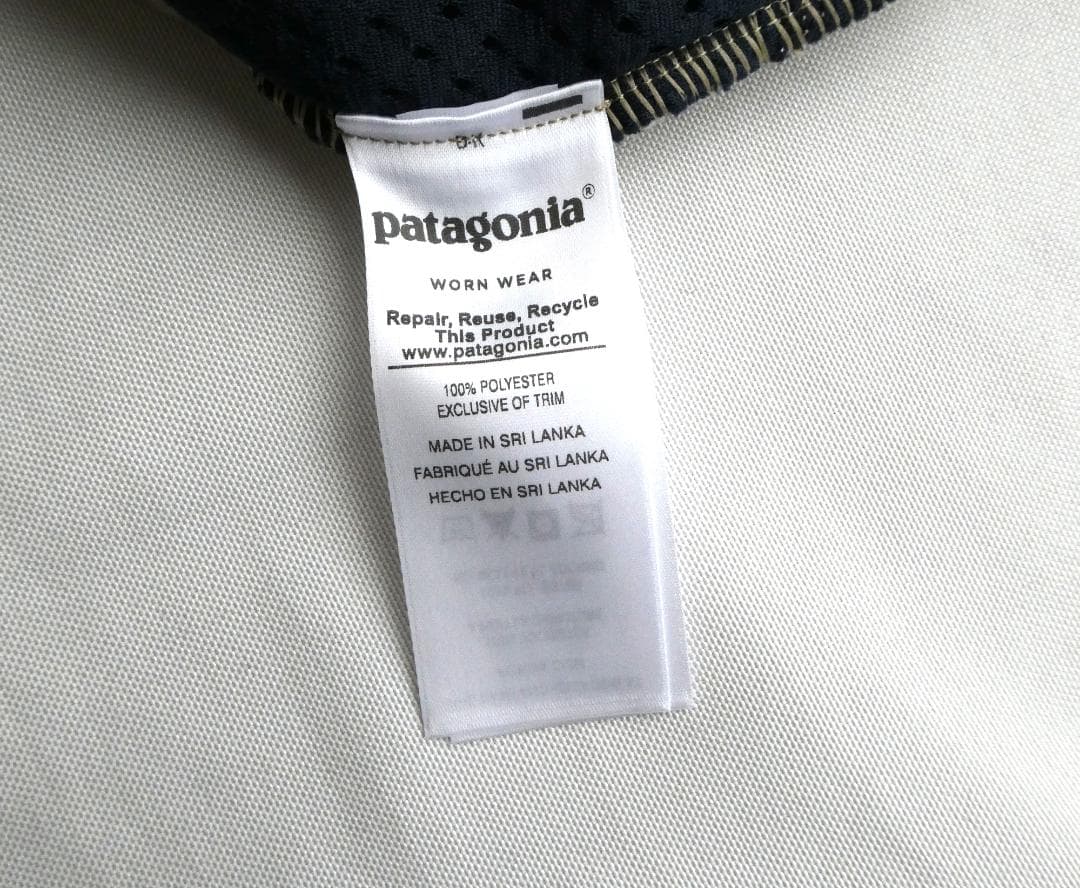 patagonia®
WORN WEAR
Repair, Reuse, Recycle
This Product
www.patagonia.com
100% POLYESTER
EXCLUSIVE OF TRIM
MADE IN SRI LANKA
FABRIQUÉ AU SRI LANKA
HECHO EN SRI LANKA